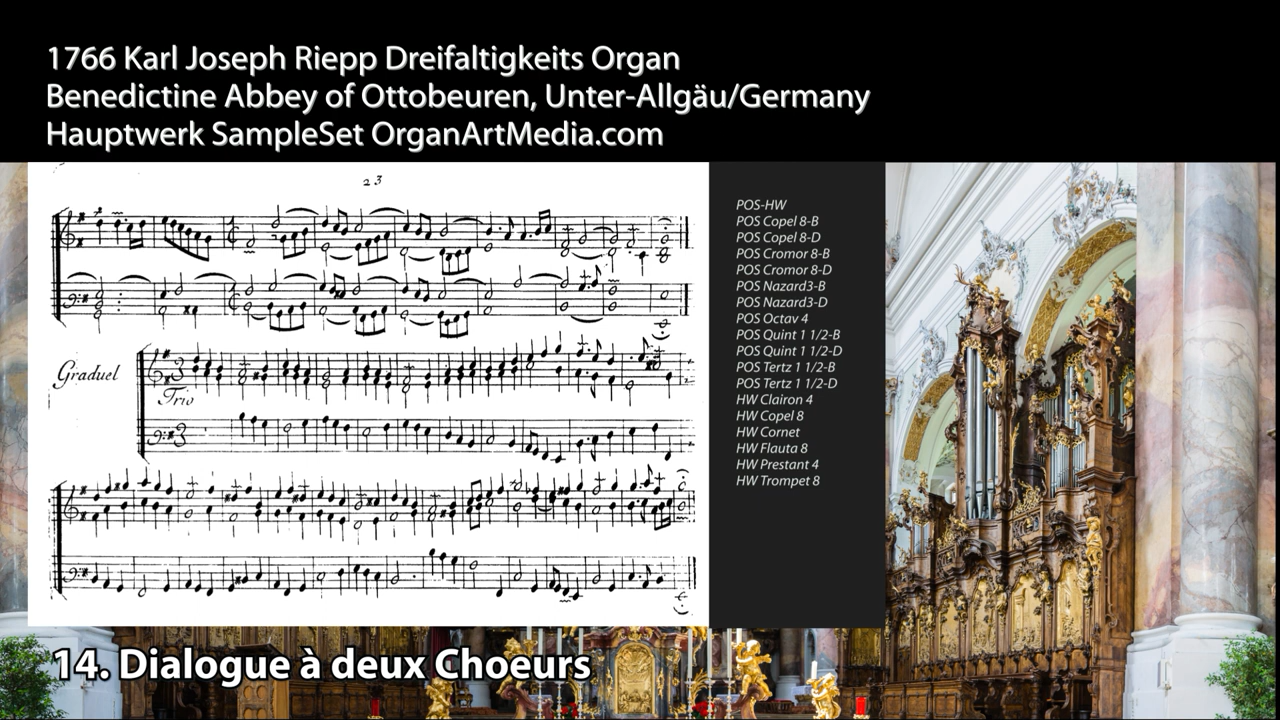 1766 Karl Joseph Riepp Dreifaltigkeits Organ
Benedictine Abbey of Ottobeuren, Unter-Allgäu/Germany
Hauptwerk SampleSet OrganArtMedia.com
23
Graduel
Trio
POS-HW
POS Copel 8-B
POS Copel 8-D
POS Cromor 8-B
POS Cromor 8-D
POS Nazard3-B
POS Nazard3-D
POS Octav 4
POS Quint 1 1/2-B
POS Quint 1 1/2-D
POS Tertz 1 1/2-B
POS Tertz 1 1/2-D
HW Clairon 4
HW Copel 8
HW Cornet
HW Flauta 8
HW Prestant 4
HW Trompet 8
14. Dialogue à deux Choeurs